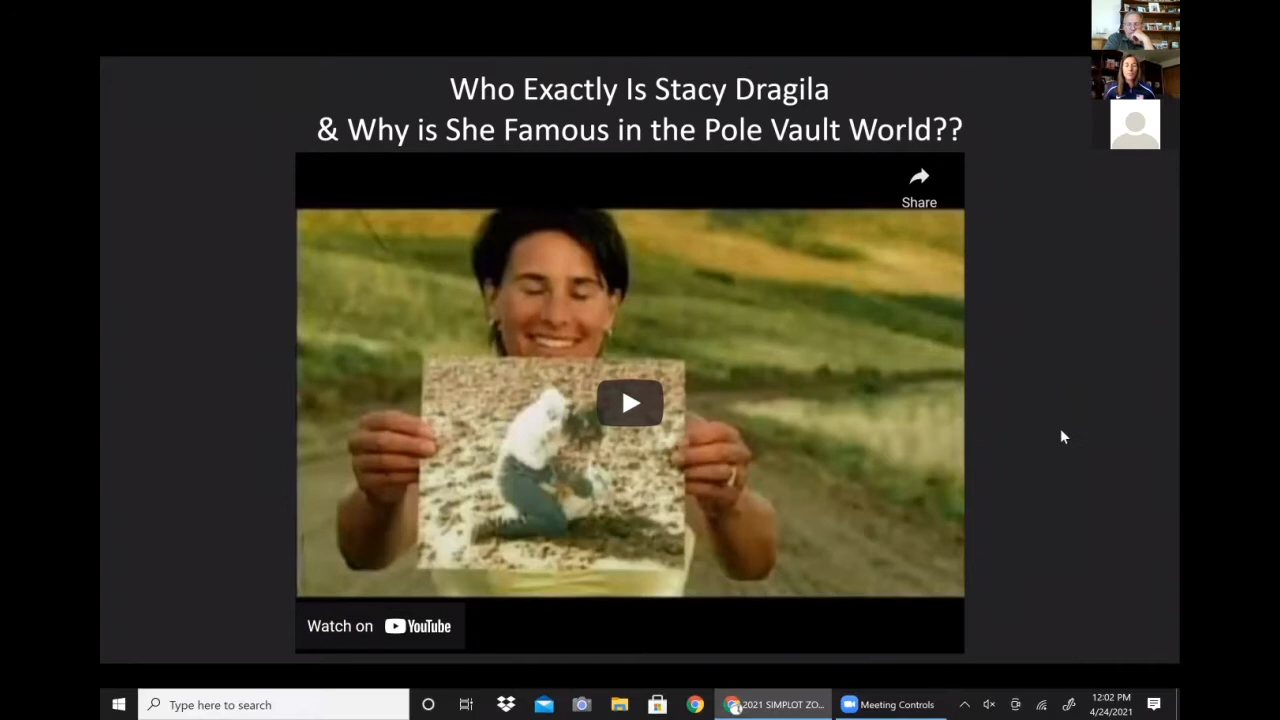 Who Exactly Is Stacy Dragila
& Why is She Famous in the Pole Vault World??
Share
Watch on YouTube
Type here to search
2021 SIMPLOT ZO...
Meeting Controls
12:02 PM
4/24/2021